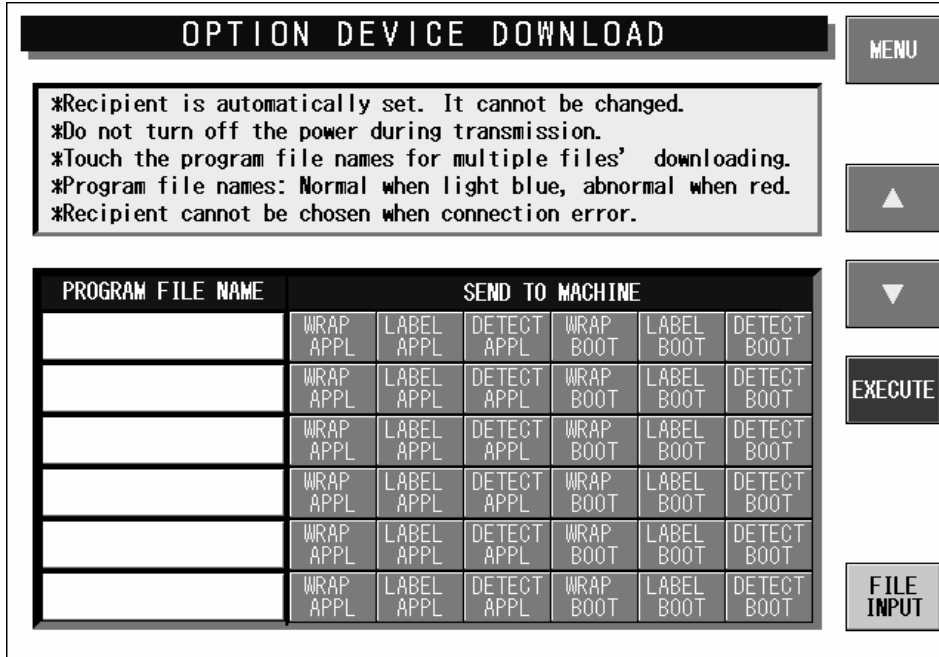 OPTION DEVICE DOWNLOAD
MENU
*Recipient is automatically set. It cannot be changed.
*Do not turn off the power during transmission.
*Touch the program file names for multiple files' downloading.
*Program file names: Normal when light blue, abnormal when red.
*Recipient cannot be chosen when connection error.
▲
▼
PROGRAM FILE NAME SEND TO MACHINE
WRAP LABEL DETECT WRAP LABEL DETECT
APPL APPL APPL BOOT BOOT BOOT
WRAP LABEL DETECT WRAP LABEL DETECT
APPL APPL APPL BOOT BOOT BOOT
EXECUTE
WRAP LABEL DETECT WRAP LABEL DETECT
APPL APPL APPL BOOT BOOT BOOT
WRAP LABEL DETECT WRAP LABEL DETECT
APPL APPL APPL BOOT BOOT BOOT
WRAP LABEL DETECT WRAP LABEL DETECT
APPL APPL APPL BOOT BOOT BOOT
WRAP LABEL DETECT WRAP LABEL DETECT
APPL APPL APPL BOOT BOOT BOOT
FILE
INPUT